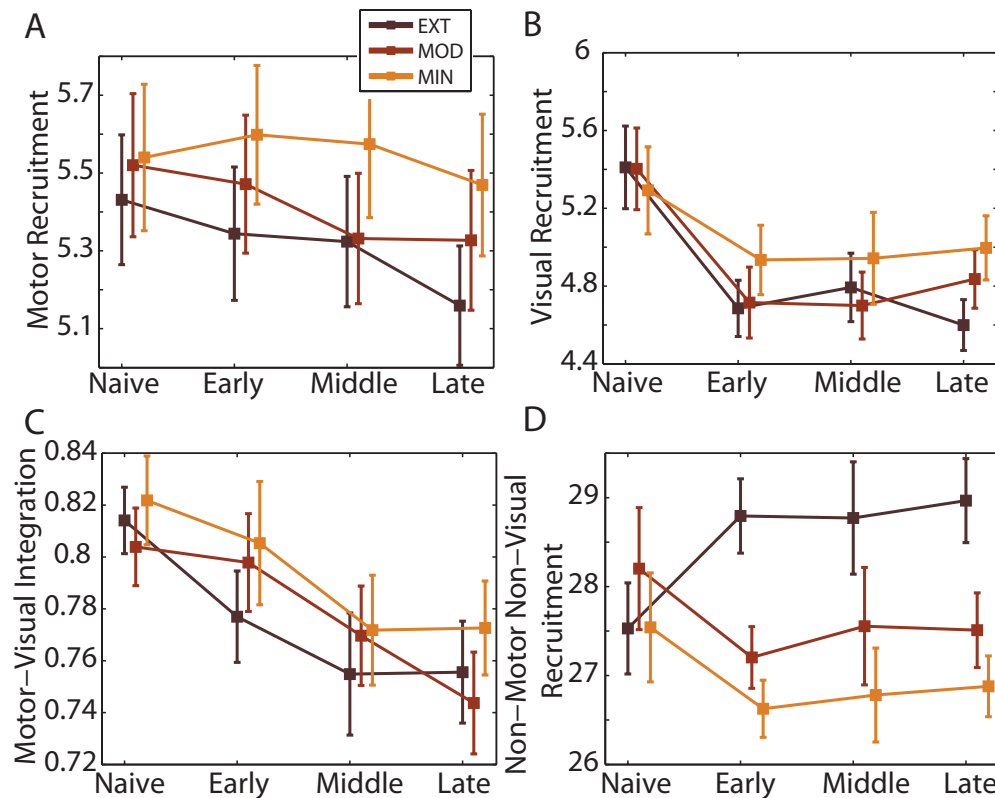 A
EXT
MOD
MIN
Motor Recruitment
5.7
5.5
5.3
5.1
Naive Early Middle Late
B
Visual Recruitment
6
5.6
5.2
4.8
4.4
Naive Early Middle Late
C
Motor–Visual Integration
0.84
0.82
0.8
0.78
0.76
0.74
0.72
Naive Early Middle Late
D
Non–Motor Non–Visual
Recruitment
29
28
27
26
Naive Early Middle Late